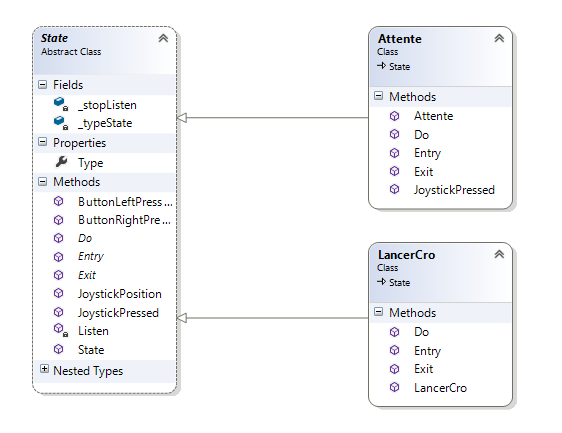 State
Abstract Class
Fields
_stopListen
_typeState
Properties
Type
Methods
ButtonLeftPress...
ButtonRightPre...
Do
Entry
Exit
JoystickPosition
JoystickPressed
Listen
State
Nested Types
Attente
Class
State
Methods
Attente
Do
Entry
Exit
JoystickPressed
LancerCro
Class
State
Methods
Do
Entry
Exit
LancerCro